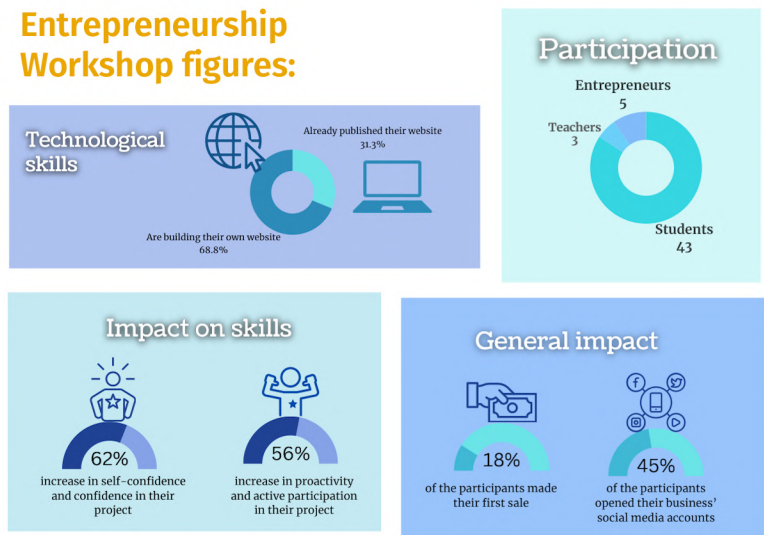 Entrepreneurship
Workshop figures:
Participation
Entrepreneurs
5
Teachers
3
Students
43
Technological
skills
Already published their website
31.3%
Are building their own website
68.8%
Impact on skills
62%
increase in self-confidence
and confidence in their
project
56%
increase in proactivity
and active participation
in their project
General impact
18%
of the participants made
their first sale
45%
of the participants
opened their business'
social media accounts